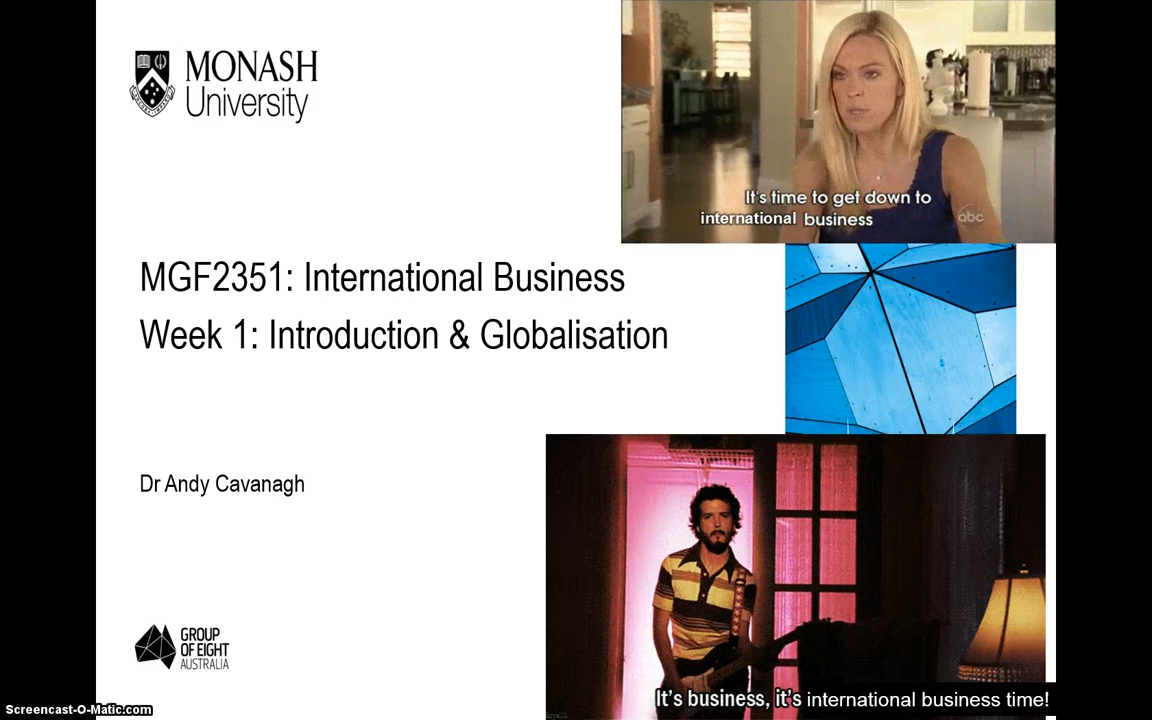 MONASH
University
It's time to get down to
international business
abc
MGF2351: International Business
Week 1: Introduction & Globalisation
Dr Andy Cavanagh
GROUP
OF EIGHT
AUSTRALIA
It's business, it's international business time!
Screencast-O-Matic.com